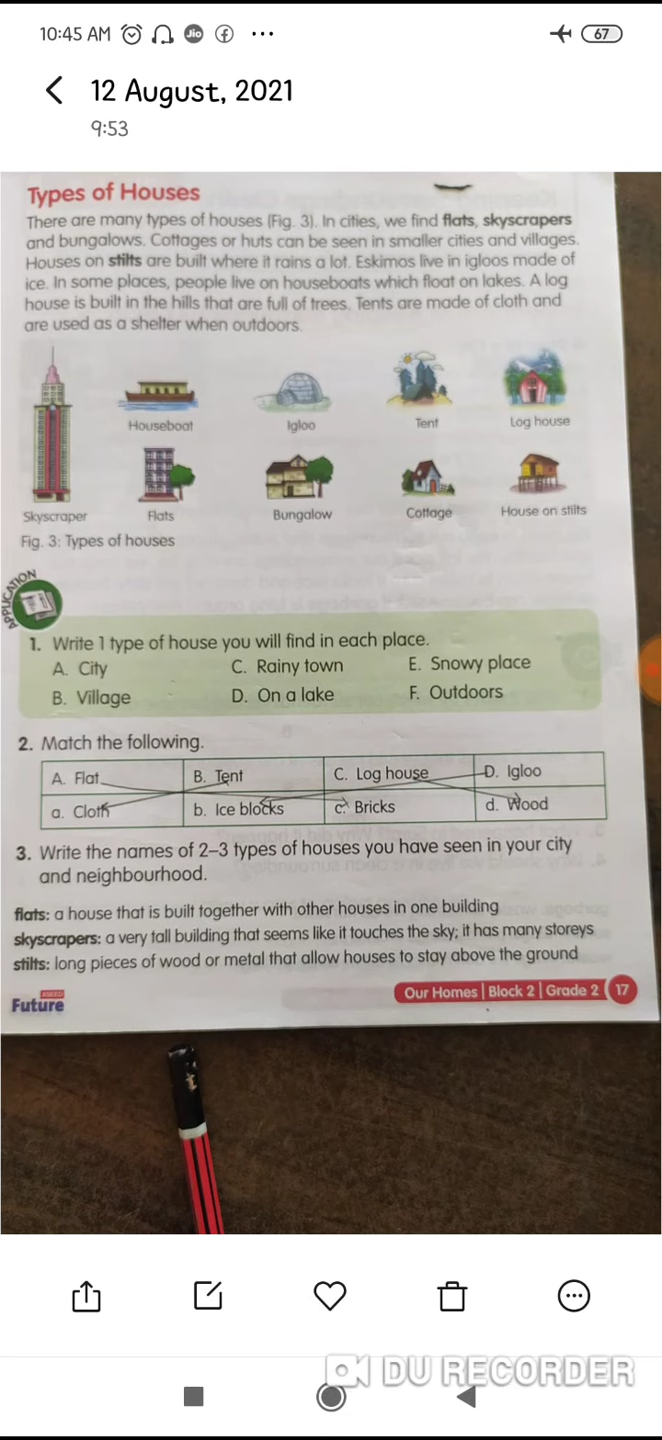 10:45 AM Jio ··· 67
12 August, 2021
9:53
Types of Houses
There are many types of houses (Fig. 3). In cities, we find flats, skyscrapers
and bungalows. Cottages or huts can be seen in smaller cities and villages.
Houses on stilts are built where it rains a lot. Eskimos live in igloos made of
ice. In some places, people live on houseboats which float on lakes. A log
house is built in the hills that are full of trees. Tents are made of cloth and
are used as a shelter when outdoors.
Houseboat Igloo Tent Log house
Skyscraper Flats Bungalow Cottage House on stilts
Fig. 3: Types of houses
APPLICATION
1. Write 1 type of house you will find in each place.
A. City C. Rainy town E. Snowy place
B. Village D. On a lake F. Outdoors
2. Match the following.
A. Flat B. Tent C. Log house D. Igloo
a. Cloth b. Ice blocks c. Bricks d. Wood
3. Write the names of 2–3 types of houses you have seen in your city
and neighbourhood.
flats: a house that is built together with other houses in one building
skyscrapers: a very tall building that seems like it touches the sky; it has many storeys
stilts: long pieces of wood or metal that allow houses to stay above the ground
Future
Our Homes | Block 2 | Grade 2 17
DU RECORDER